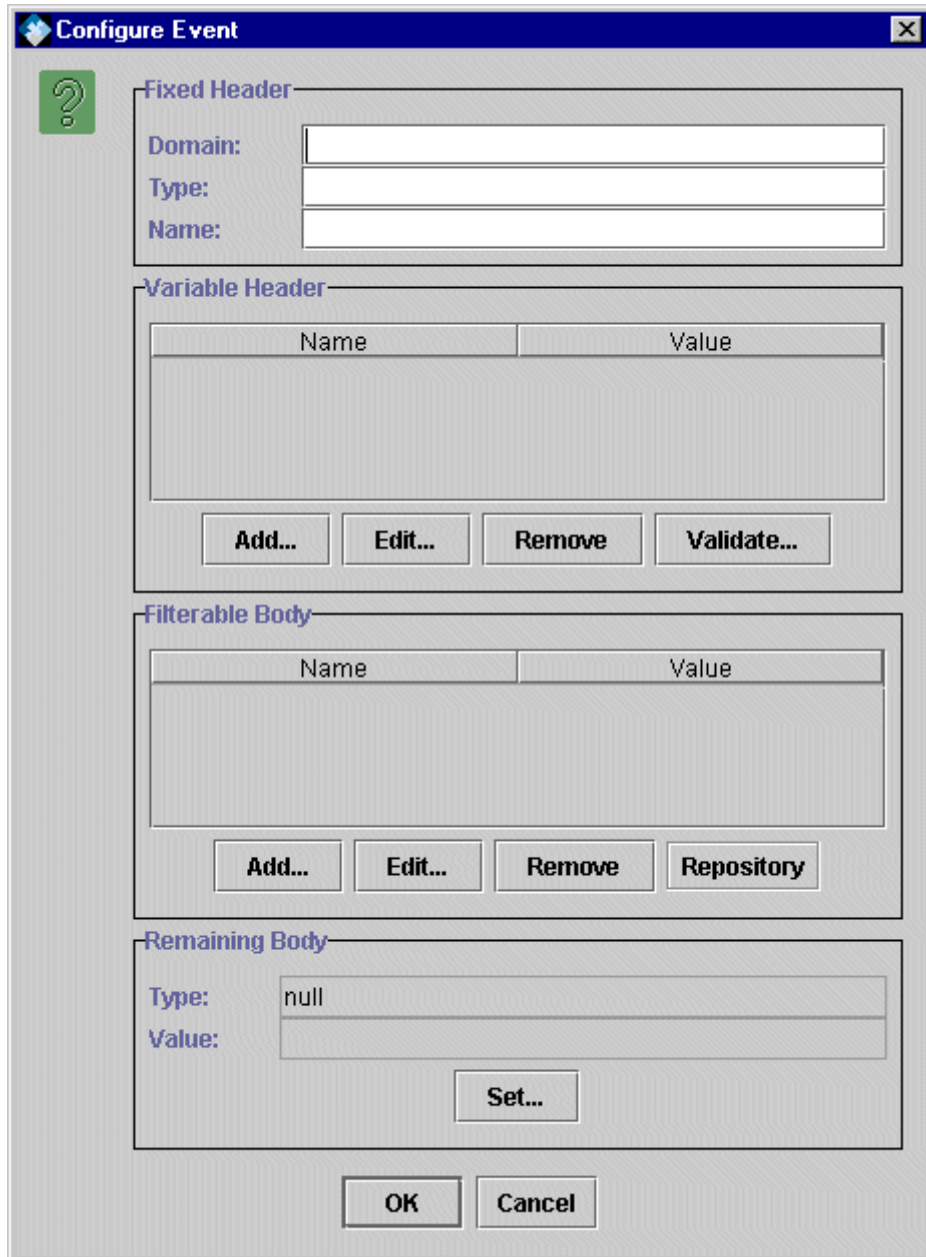 Configure Event
Fixed Header
Domain:
Type:
Name:
Variable Header
Name Value
Add... Edit... Remove Validate...
Filterable Body
Name Value
Add... Edit... Remove Repository
Remaining Body
Type: null
Value:
Set...
OK Cancel